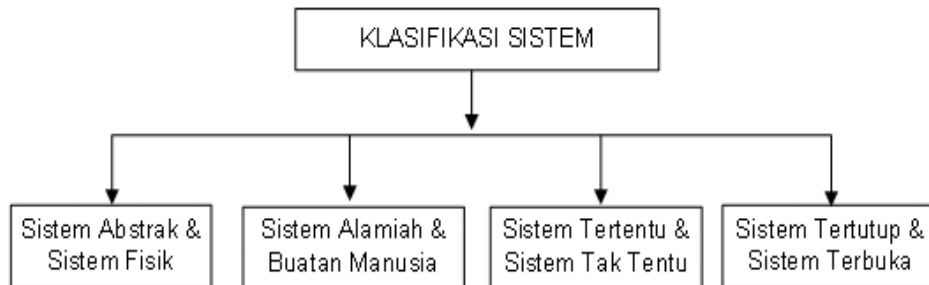 KLASIFIKASI SISTEM
Sistem Abstrak &
Sistem Fisik
Sistem Alamiah &
Buatan Manusia
Sistem Tertentu &
Sistem Tak Tentu
Sistem Tertutup &
Sistem Terbuka